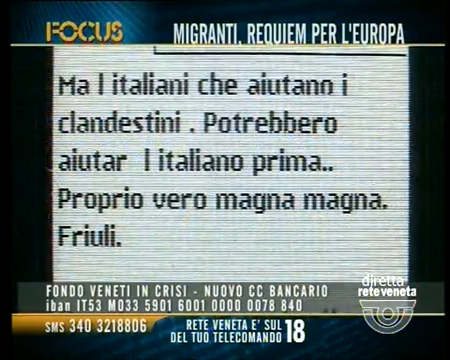 FOCUS
MIGRANTI, REQUIEM PER L'EUROPA
Ma l italiani che aiutano i
clandestini . Potrebbero
aiutar l italiano prima..
Proprio vero magna magna.
Friuli.
diretta
reteveneta
FONDO VENETI IN CRISI - NUOVO CC BANCARIO
iban IT53 M033 5901 6001 0000 0078 840
SMS 340 3218806
RETE VENETA E' SUL
DEL TUO TELECOMANDO 18